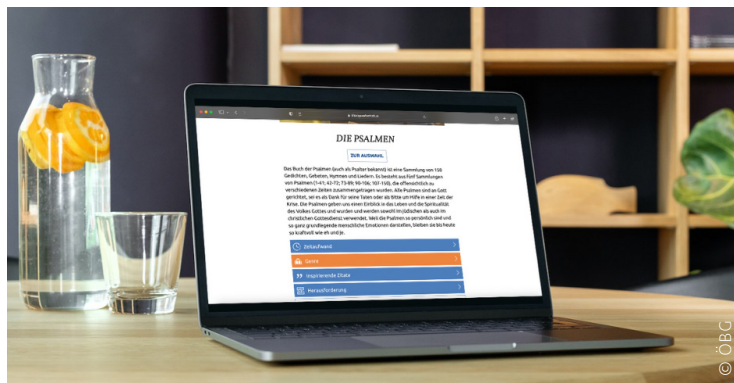 DIE PSALMEN
ZUR AUSWAHL
Das Buch der Psalmen (auch als Psalter bekannt) ist eine Sammlung von 150
Gedichten, Gebeten, Hymnen und Liedern. Es besteht aus fünf Sammlungen
von Psalmen (1-41; 42-72; 73-89; 90-106; 107-150), die offensichtlich zu
verschiedenen Zeiten zusammengetragen wurden. Alle Psalmen sind an Gott
gerichtet, sei es als Dank für seine Taten oder als Bitte um Hilfe in einer Zeit der
Krise. Die Psalmen geben uns einen Einblick in das Leben und die Spiritualität
des Volkes Gottes und wurden und werden sowohl im jüdischen als auch im
christlichen Gottesdienst verwendet. Weil die Psalmen so persönlich sind und
so ganz grundlegende menschliche Emotionen darstellen, bleiben sie bis heute
so kraftvoll wie eh und je.
Zeitaufwand
Genre
Inspirierende Zitate
Herausforderung
© ÖBG